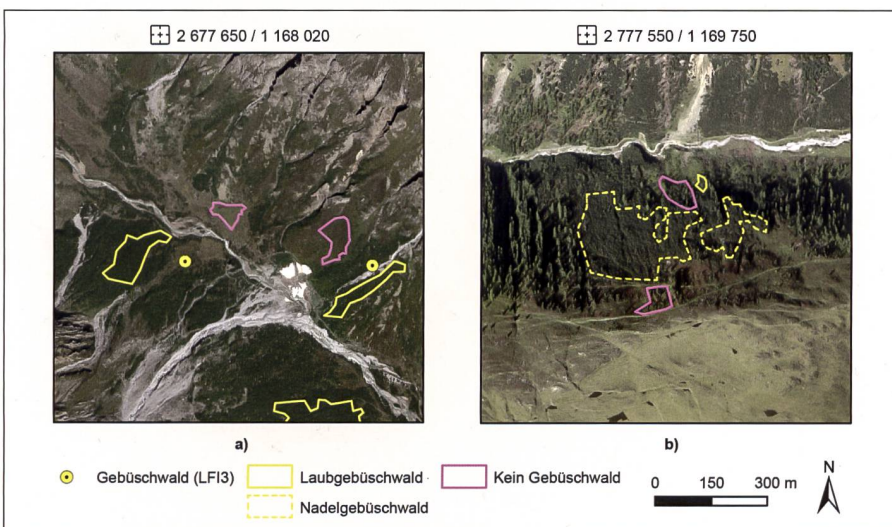 2 677 650 / 1 168 020
2 777 550 / 1 169 750
a)
b)
Gebüschwald (LFI3)
Laubgebüschwald
Kein Gebüschwald
Nadelgebüschwald
0 150 300 m
N